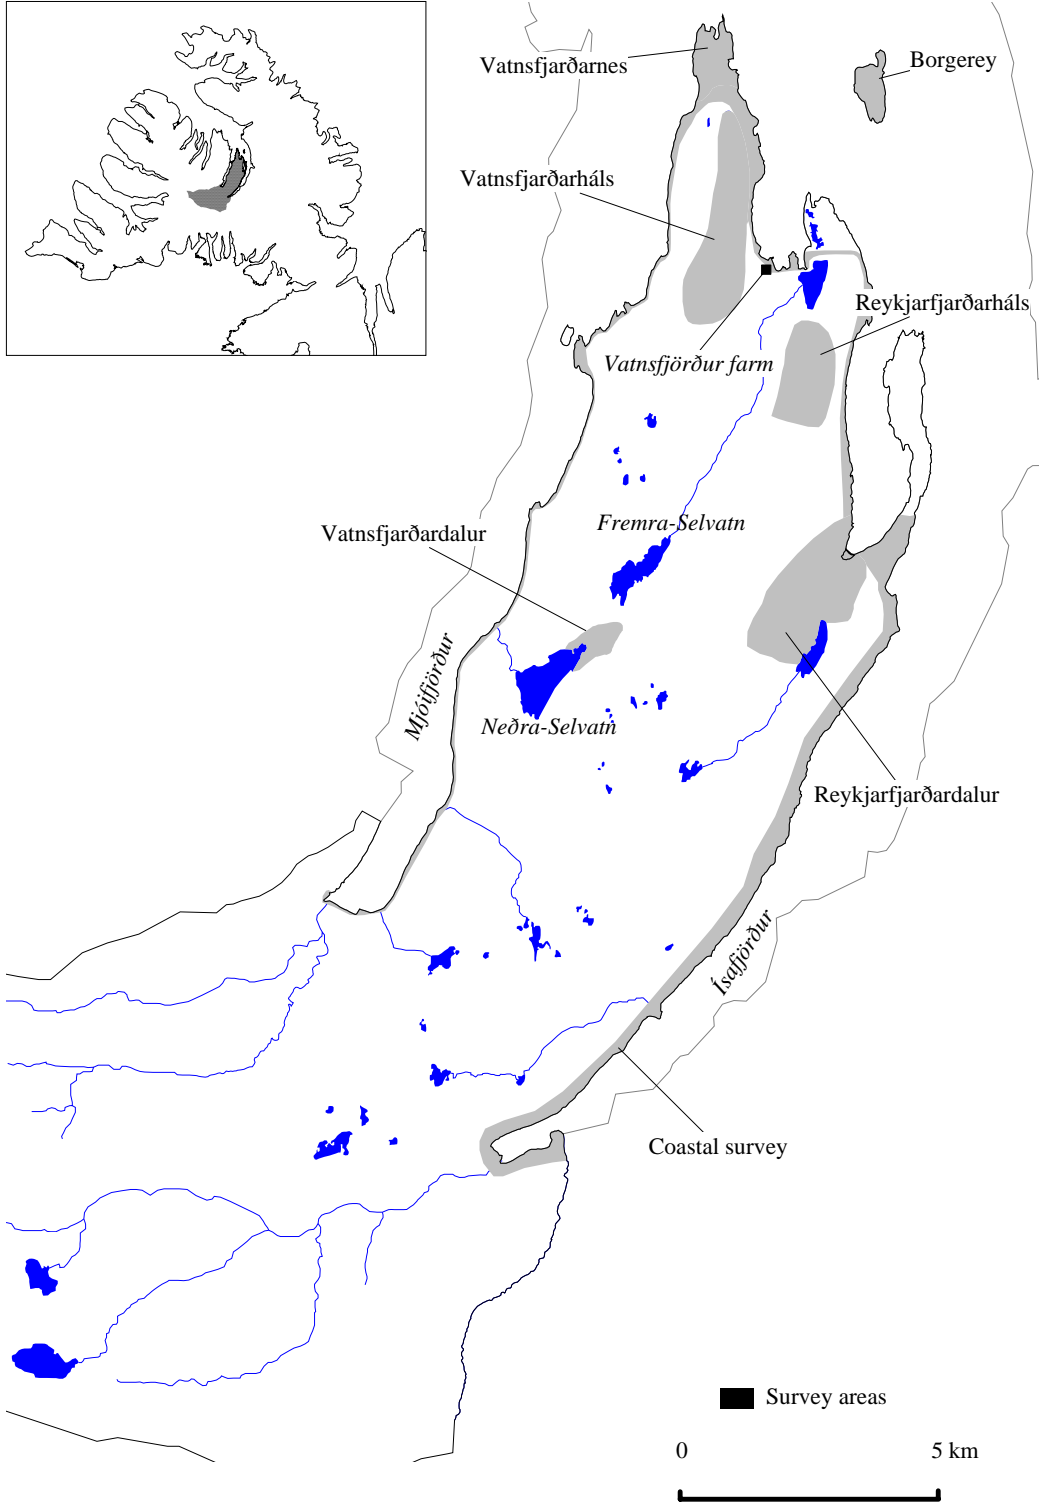 Vatnsfjarðarnes
Borgerey
Vatnsfjarðarháls
Reykjarfjarðarháls
Vatnsfjörður farm
Vatnsfjarðardalur
Fremra-Selvatn
Mjóifjörður
Neðra-Selvatn
Reykjarfjarðardalur
Ísafjörður
Coastal survey
Survey areas
0 5 km